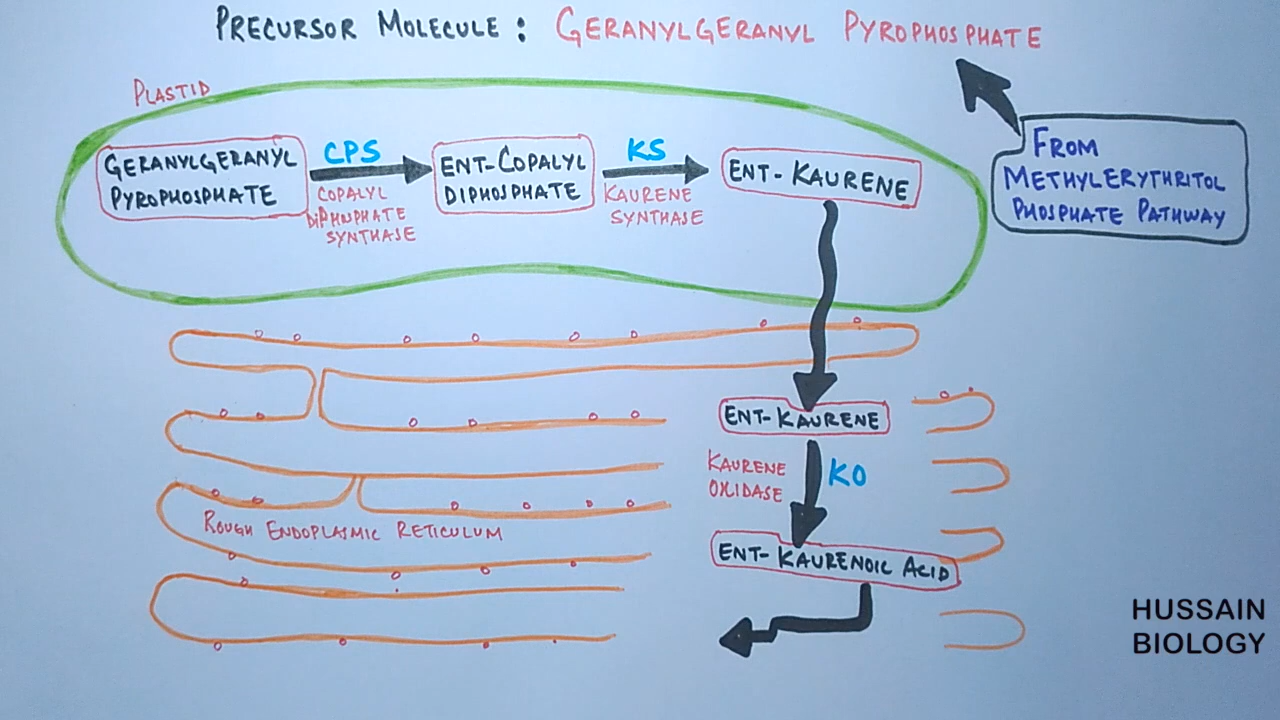 PRECURSOR MOLECULE: GERANYLGERANYL PYROPHOSPHATE
PLASTID
GERANYLGERANYL
PYROPHOSPHATE
CPS
COPALYL
DIPHOSPHATE
SYNTHASE
ENT-COPALYL
DIPHOSPHATE
KS
KAURENE
SYNTHASE
ENT-KAURENE
FROM
METHYLERYTHRITOL
PHOSPHATE PATHWAY
ENT-KAURENE
KAURENE
OXIDASE
KO
ROUGH ENDOPLASMIC RETICULUM
ENT-KAURENOIC ACID
HUSSAIN
BIOLOGY